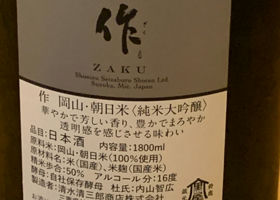 作
ざく
ZAKU
Shimizu Seizaburo Shoten Ltd.
Suzuka, Mie, Japan
作 岡山・朝日米〈純米大吟醸〉
華やかで芳しい香り、豊かでまろやか
透明感を感じさせる味わい
品目:日本酒 内容量:1800ml
原料米:岡山・朝日米(100%使用)
原材料:米(国産)、米麹(国産米)
精米歩合:50% アルコール分:16度
酵母:自社保存酵母 杜氏:内山智広
製造者:清水清三郎商店株式会社